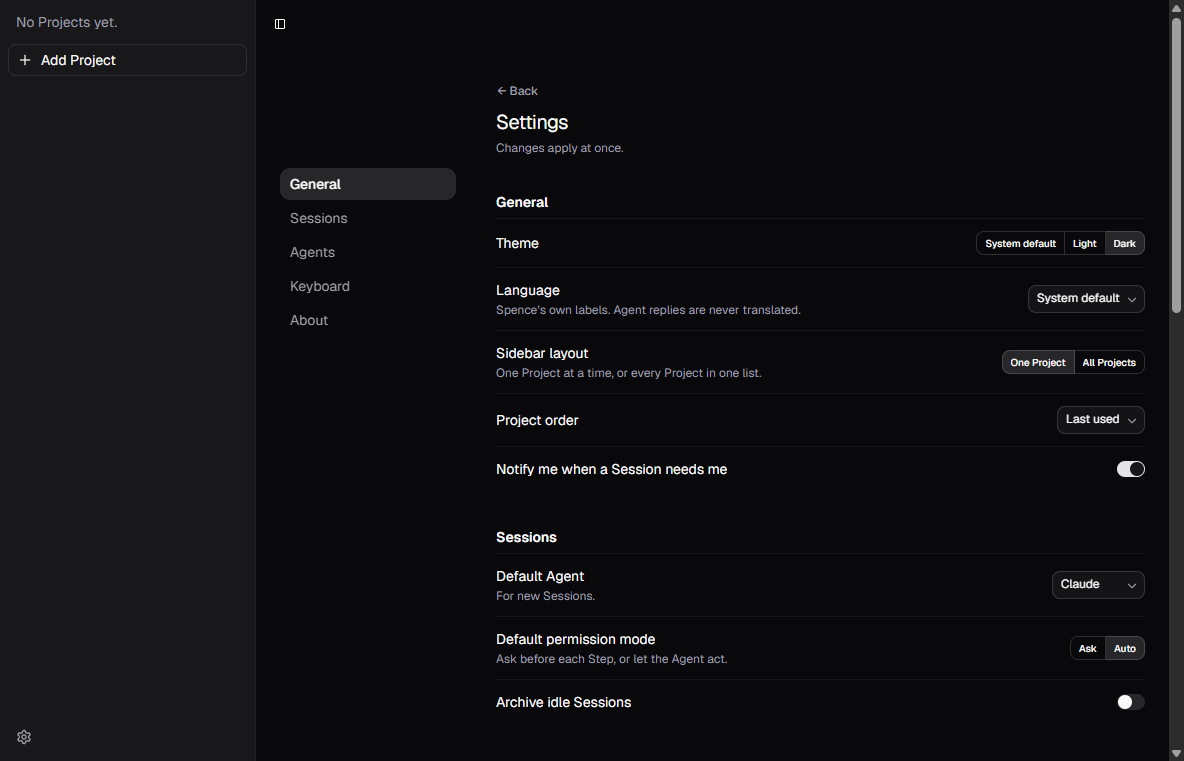 No Projects yet.
Add Project
← Back
Settings
Changes apply at once.
General
Sessions
Agents
Keyboard
About
General
Theme
System default
Light
Dark
Language
Spence's own labels. Agent replies are never translated.
System default
Sidebar layout
One Project at a time, or every Project in one list.
One Project
All Projects
Project order
Last used
Notify me when a Session needs me
Sessions
Default Agent
For new Sessions.
Claude
Default permission mode
Ask before each Step, or let the Agent act.
Ask
Auto
Archive idle Sessions